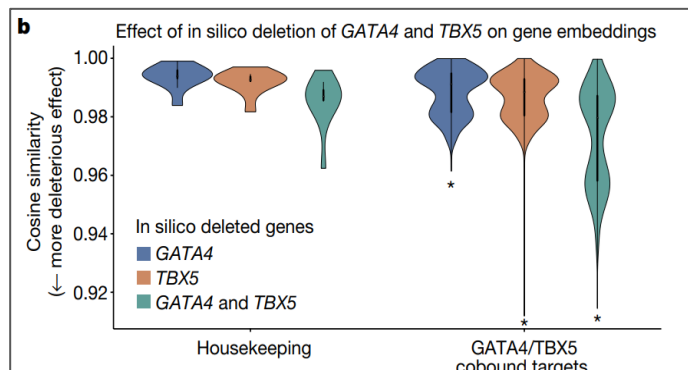 b
Effect of in silico deletion of GATA4 and TBX5 on gene embeddings
Cosine similarity
(← more deleterious effect)
1.00
0.98
0.96
0.94
0.92
In silico deleted genes
GATA4
TBX5
GATA4 and TBX5
*
*
*
Housekeeping
GATA4/TBX5
cobound targets